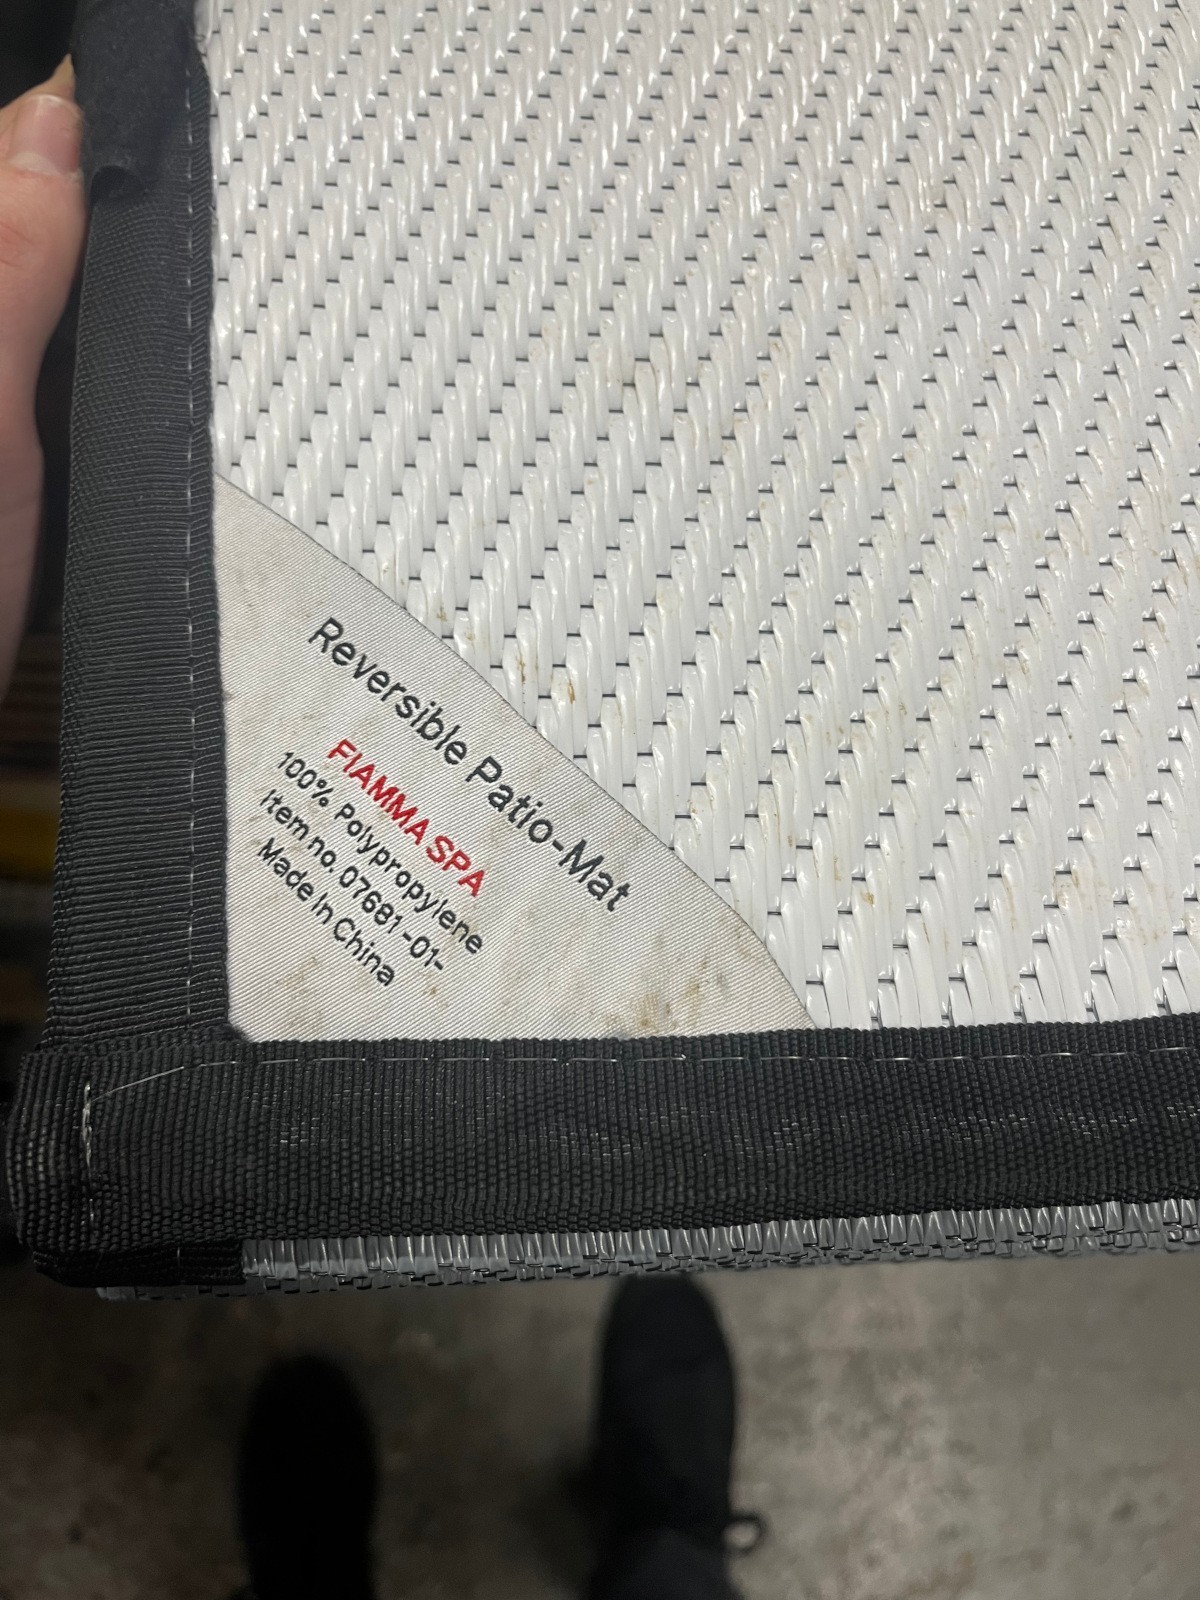 Reversible Patio-Mat
FIAMMA SPA
100% Polypropylene
Item no. 07681 -01-
Made In China